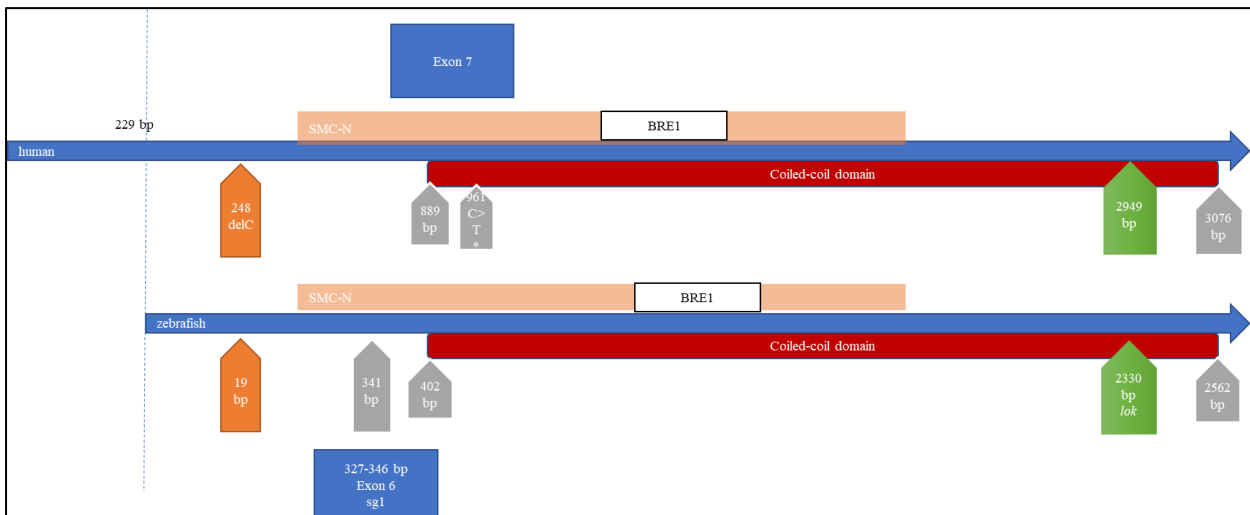 Exon 7
229 bp
SMC-N
BRE1
human
Coiled-coil domain
248
delC
889
bp
961
C>
T
*
2949
bp
3076
bp
SMC-N
BRE1
zebrafish
Coiled-coil domain
19
bp
341
bp
402
bp
2330
bp
lok
2562
bp
327-346 bp
Exon 6
sg1